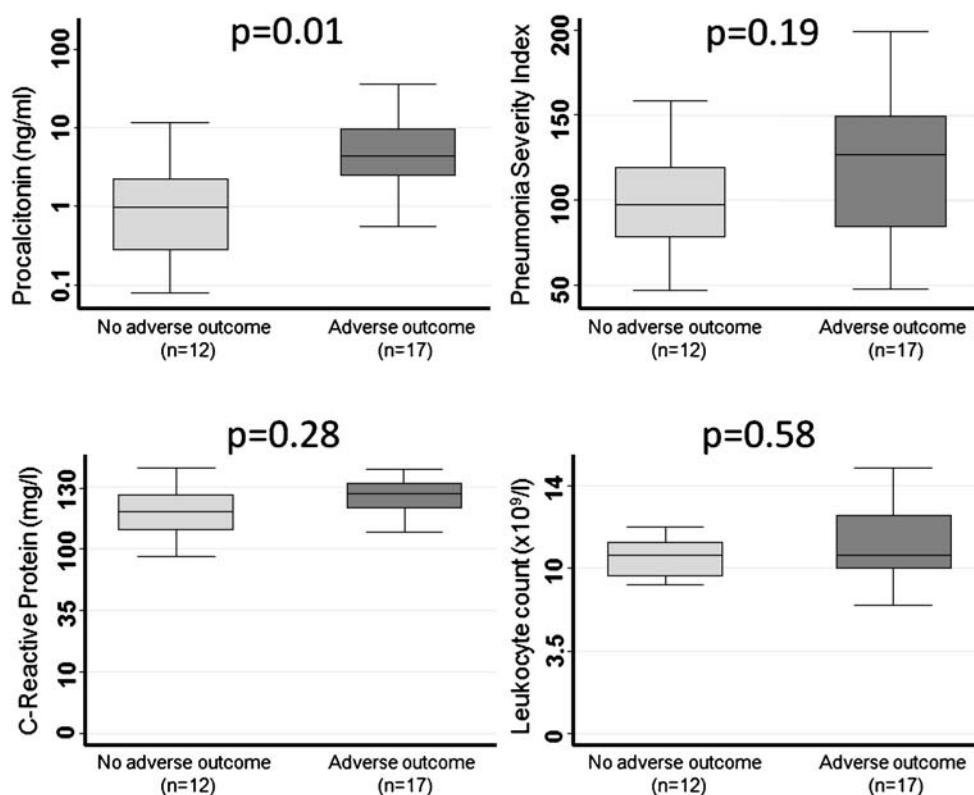 p=0.01
Procalcitonin (ng/ml)
100
10
1
0.1
No adverse outcome
(n=12)
Adverse outcome
(n=17)
p=0.19
Pneumonia Severity Index
200
150
100
50
No adverse outcome
(n=12)
Adverse outcome
(n=17)
p=0.28
C-Reactive Protein (mg/l)
130
100
35
10
0
No adverse outcome
(n=12)
Adverse outcome
(n=17)
p=0.58
Leukocyte count (x10⁹/l)
14
10
3.5
0
No adverse outcome
(n=12)
Adverse outcome
(n=17)